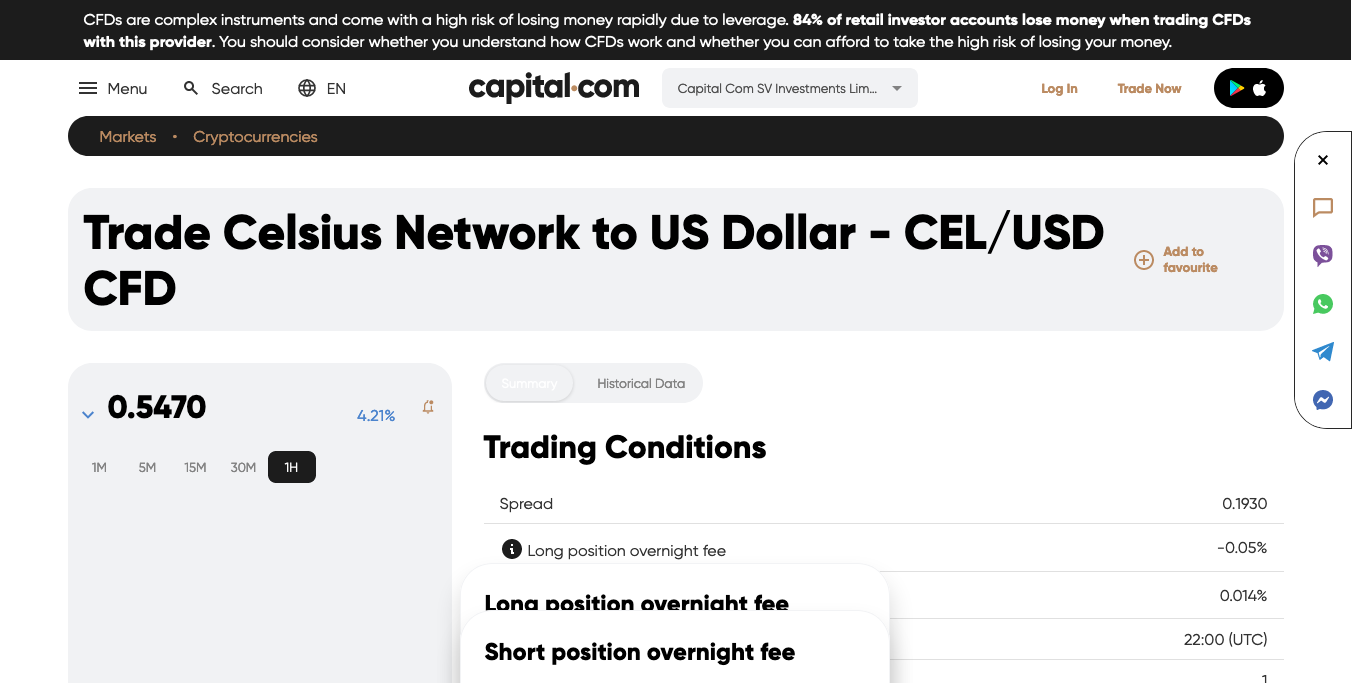 CFDs are complex instruments and come with a high risk of losing money rapidly due to leverage. 84% of retail investor accounts lose money when trading CFDs
with this provider. You should consider whether you understand how CFDs work and whether you can afford to take the high risk of losing your money.
Menu Search EN capital.com Capital Com SV Investments Lim... Log In Trade Now
Markets • Cryptocurrencies
Trade Celsius Network to US Dollar - CEL/USD
CFD
Add to
favourite
0.5470 4.21%
1M 5M 15M 30M 1H
Summary Historical Data
Trading Conditions
Spread 0.1930
Long position overnight fee -0.05%
Long position overnight fee
0.014%
Short position overnight fee
22:00 (UTC)
1